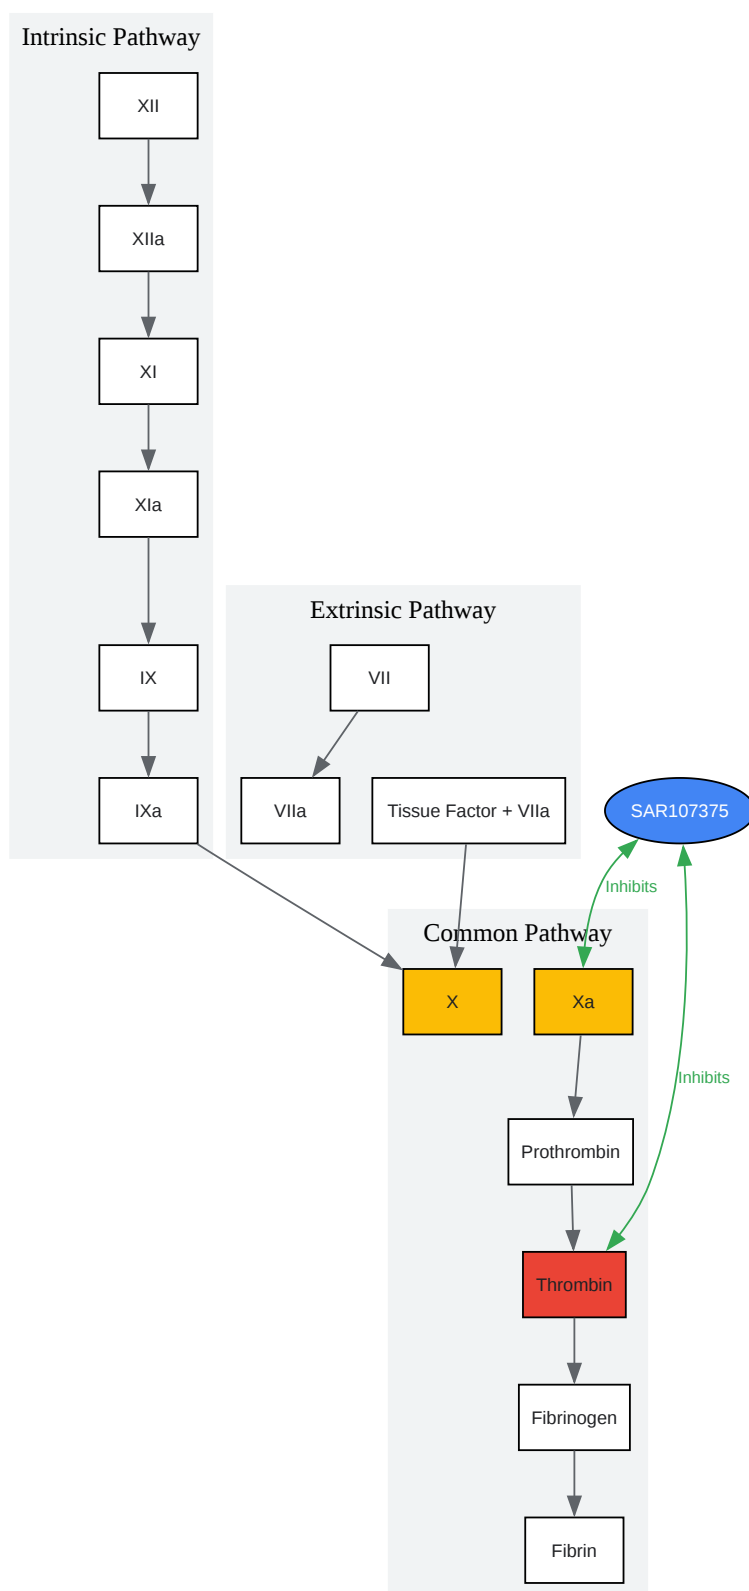 Intrinsic Pathway
XII
XIIa
XI
XIa
IX
IXa
Extrinsic Pathway
VII
VIIa
Tissue Factor + VIIa
SAR107375
Inhibits
Common Pathway
X
Xa
Inhibits
Prothrombin
Thrombin
Fibrinogen
Fibrin